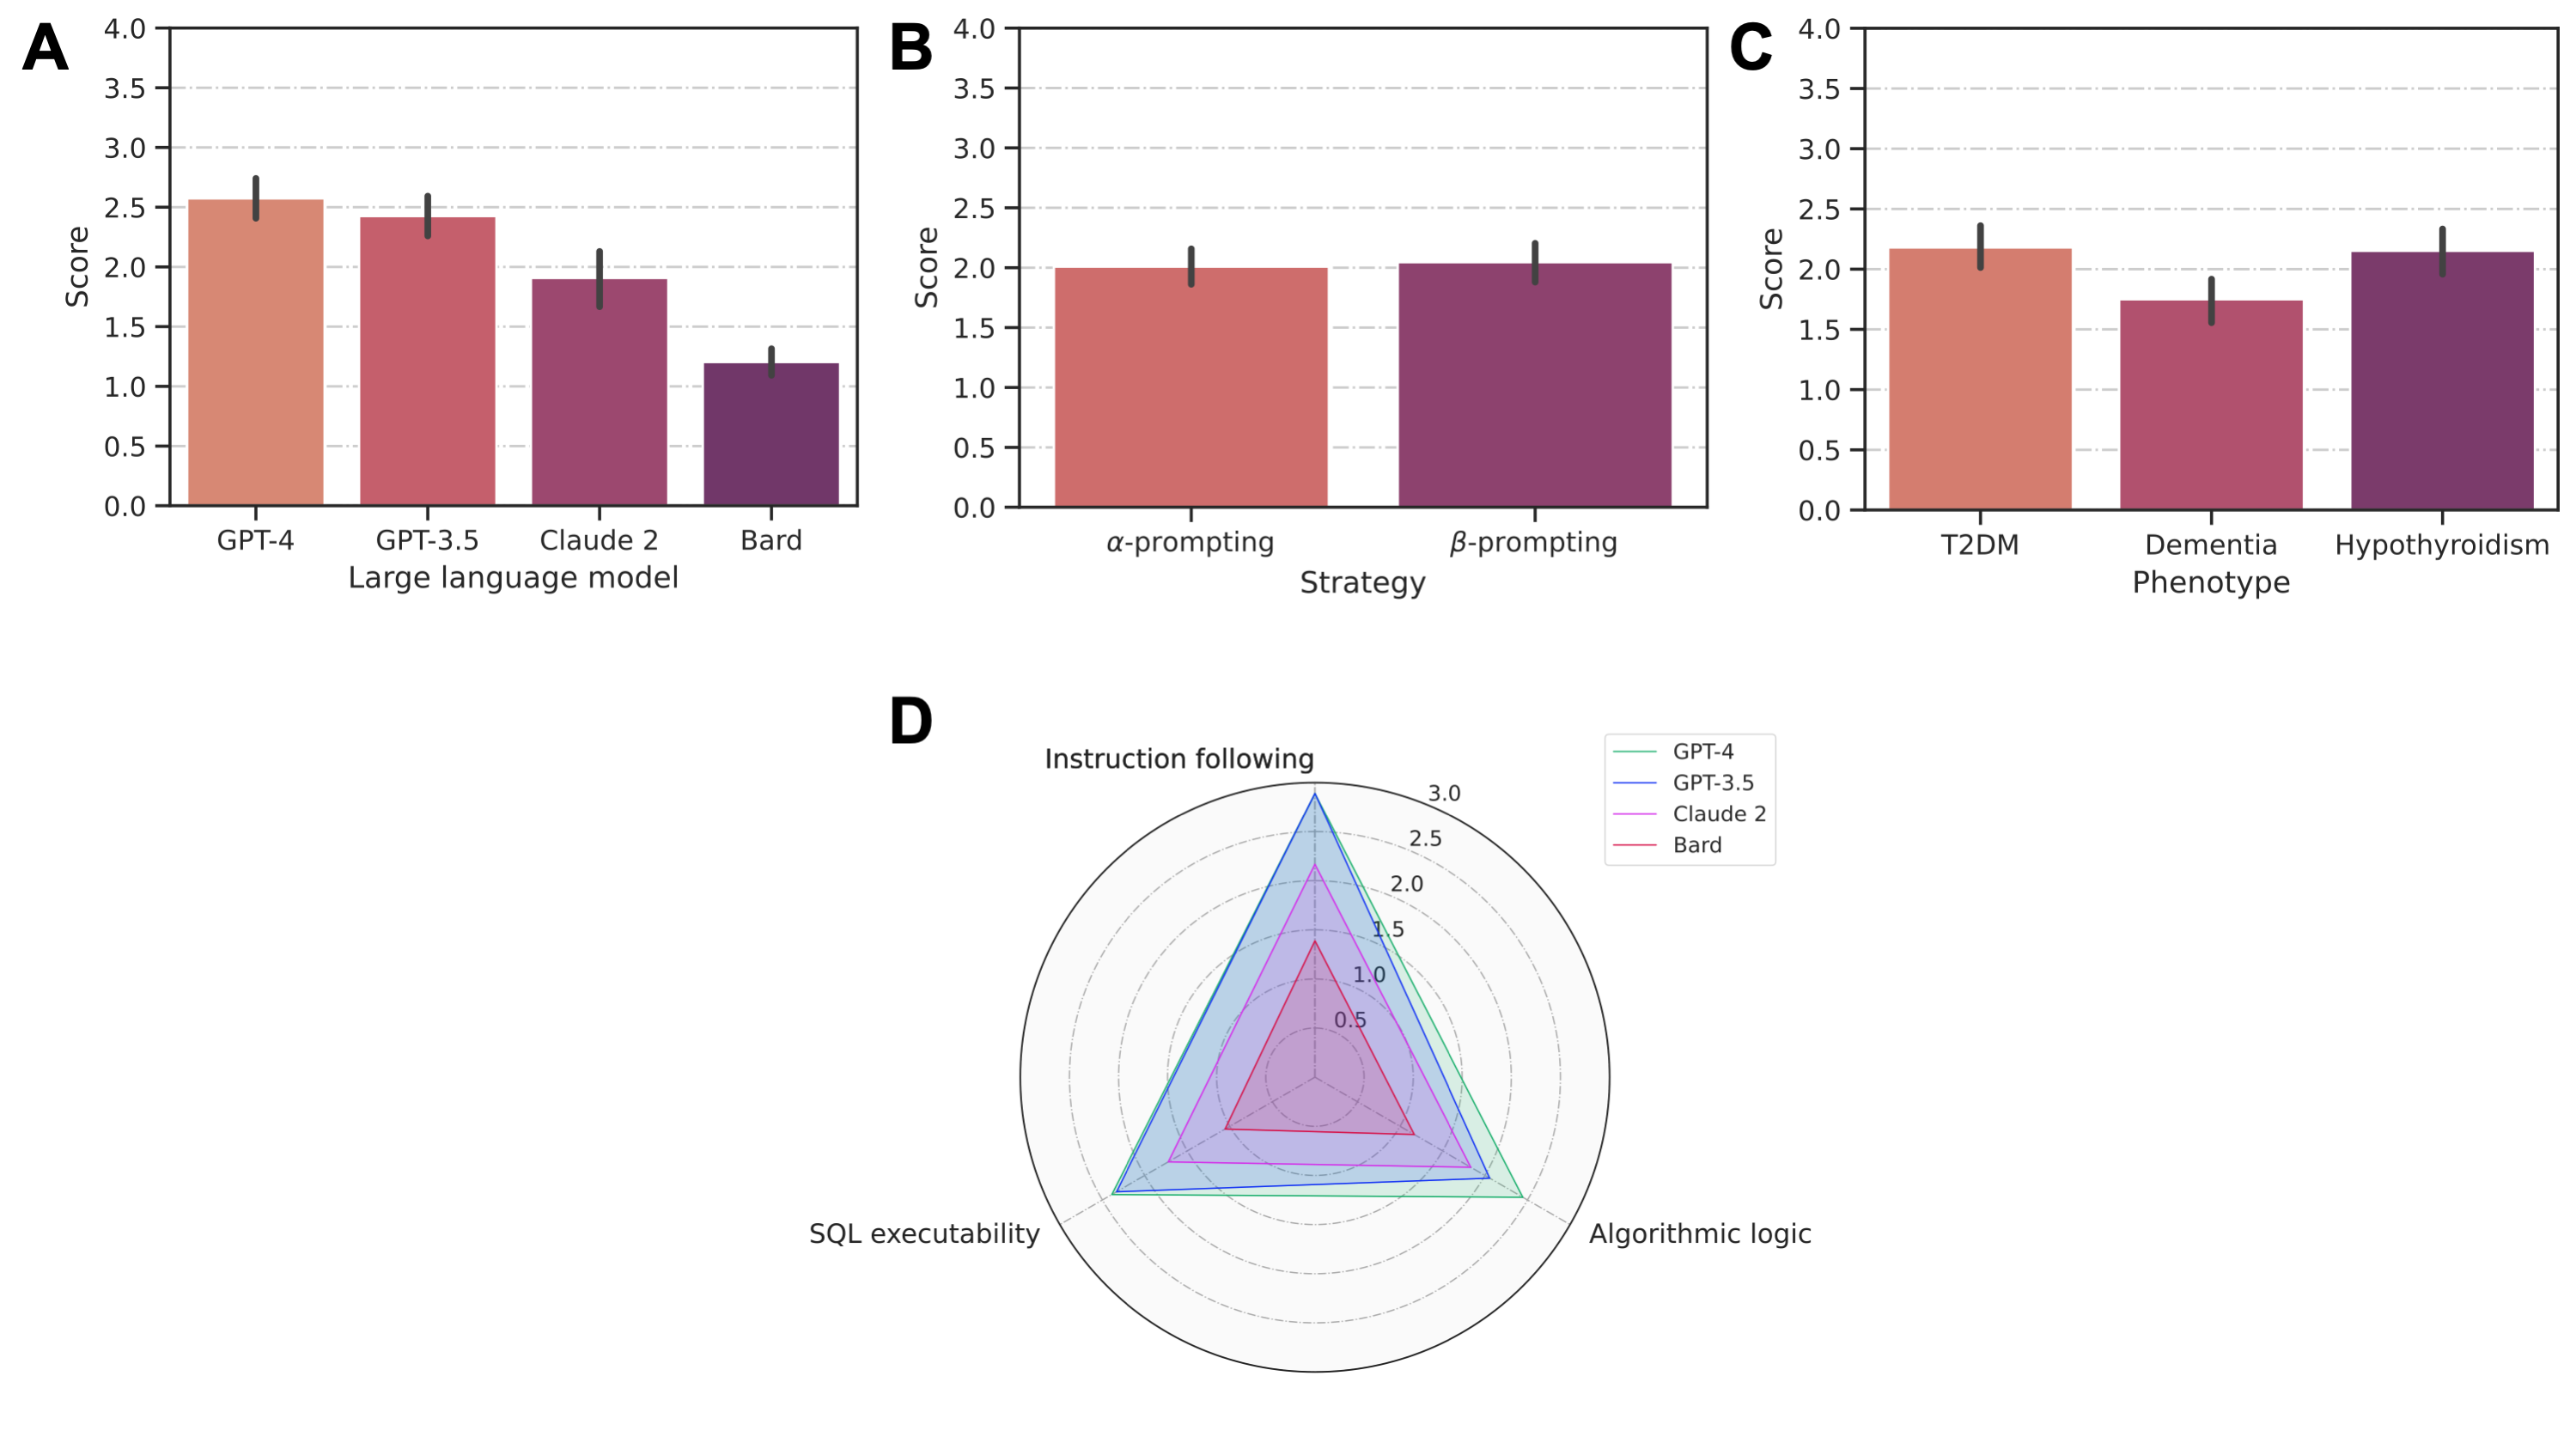 A
4.0
3.5
3.0
2.5
2.0
1.5
1.0
0.5
0.0
Score
GPT-4 GPT-3.5 Claude 2 Bard
Large language model
B
4.0
3.5
3.0
2.5
2.0
1.5
1.0
0.5
0.0
Score
α-prompting β-prompting
Strategy
C
4.0
3.5
3.0
2.5
2.0
1.5
1.0
0.5
0.0
Score
T2DM Dementia Hypothyroidism
Phenotype
D
Instruction following
3.0
2.5
2.0
1.5
1.0
0.5
SQL executability
Algorithmic logic
GPT-4
GPT-3.5
Claude 2
Bard